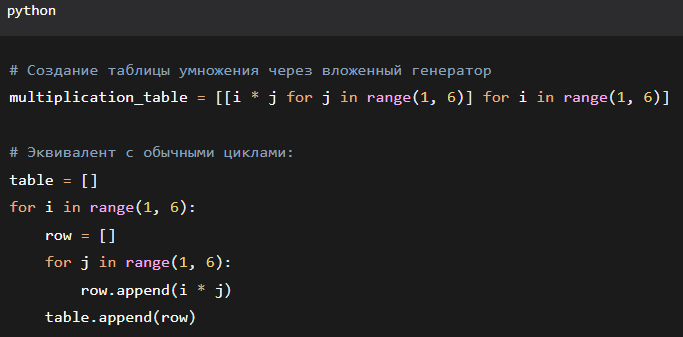 python
# Создание таблицы умножения через вложенный генератор
multiplication_table = [[i * j for j in range(1, 6)] for i in range(1, 6)]
# Эквивалент с обычными циклами:
table = []
for i in range(1, 6):
    row = []
    for j in range(1, 6):
        row.append(i * j)
    table.append(row)